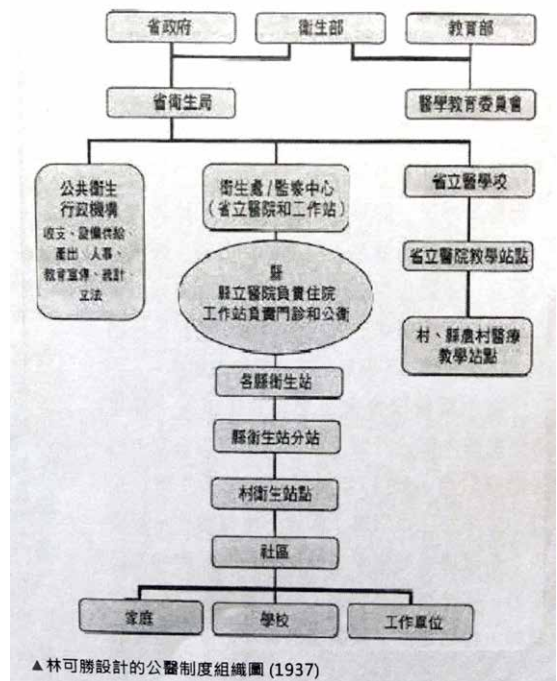 省政府
衛生部
教育部
省衛生局
醫學教育委員會
公共衛生
行政機構
收支、設備供給、
產出、人事、
教育宣傳、統計、
立法
衛生處/監察中心
(省立醫院和工作站)
省立醫學校
縣
縣立醫院負責住院
工作站負責門診和公衛
省立醫院教學站點
村、縣農村醫療
教學站點
各縣衛生站
縣衛生站分站
村衛生站點
社區
家庭
學校
工作單位
▲林可勝設計的公醫制度組織圖 (1937)